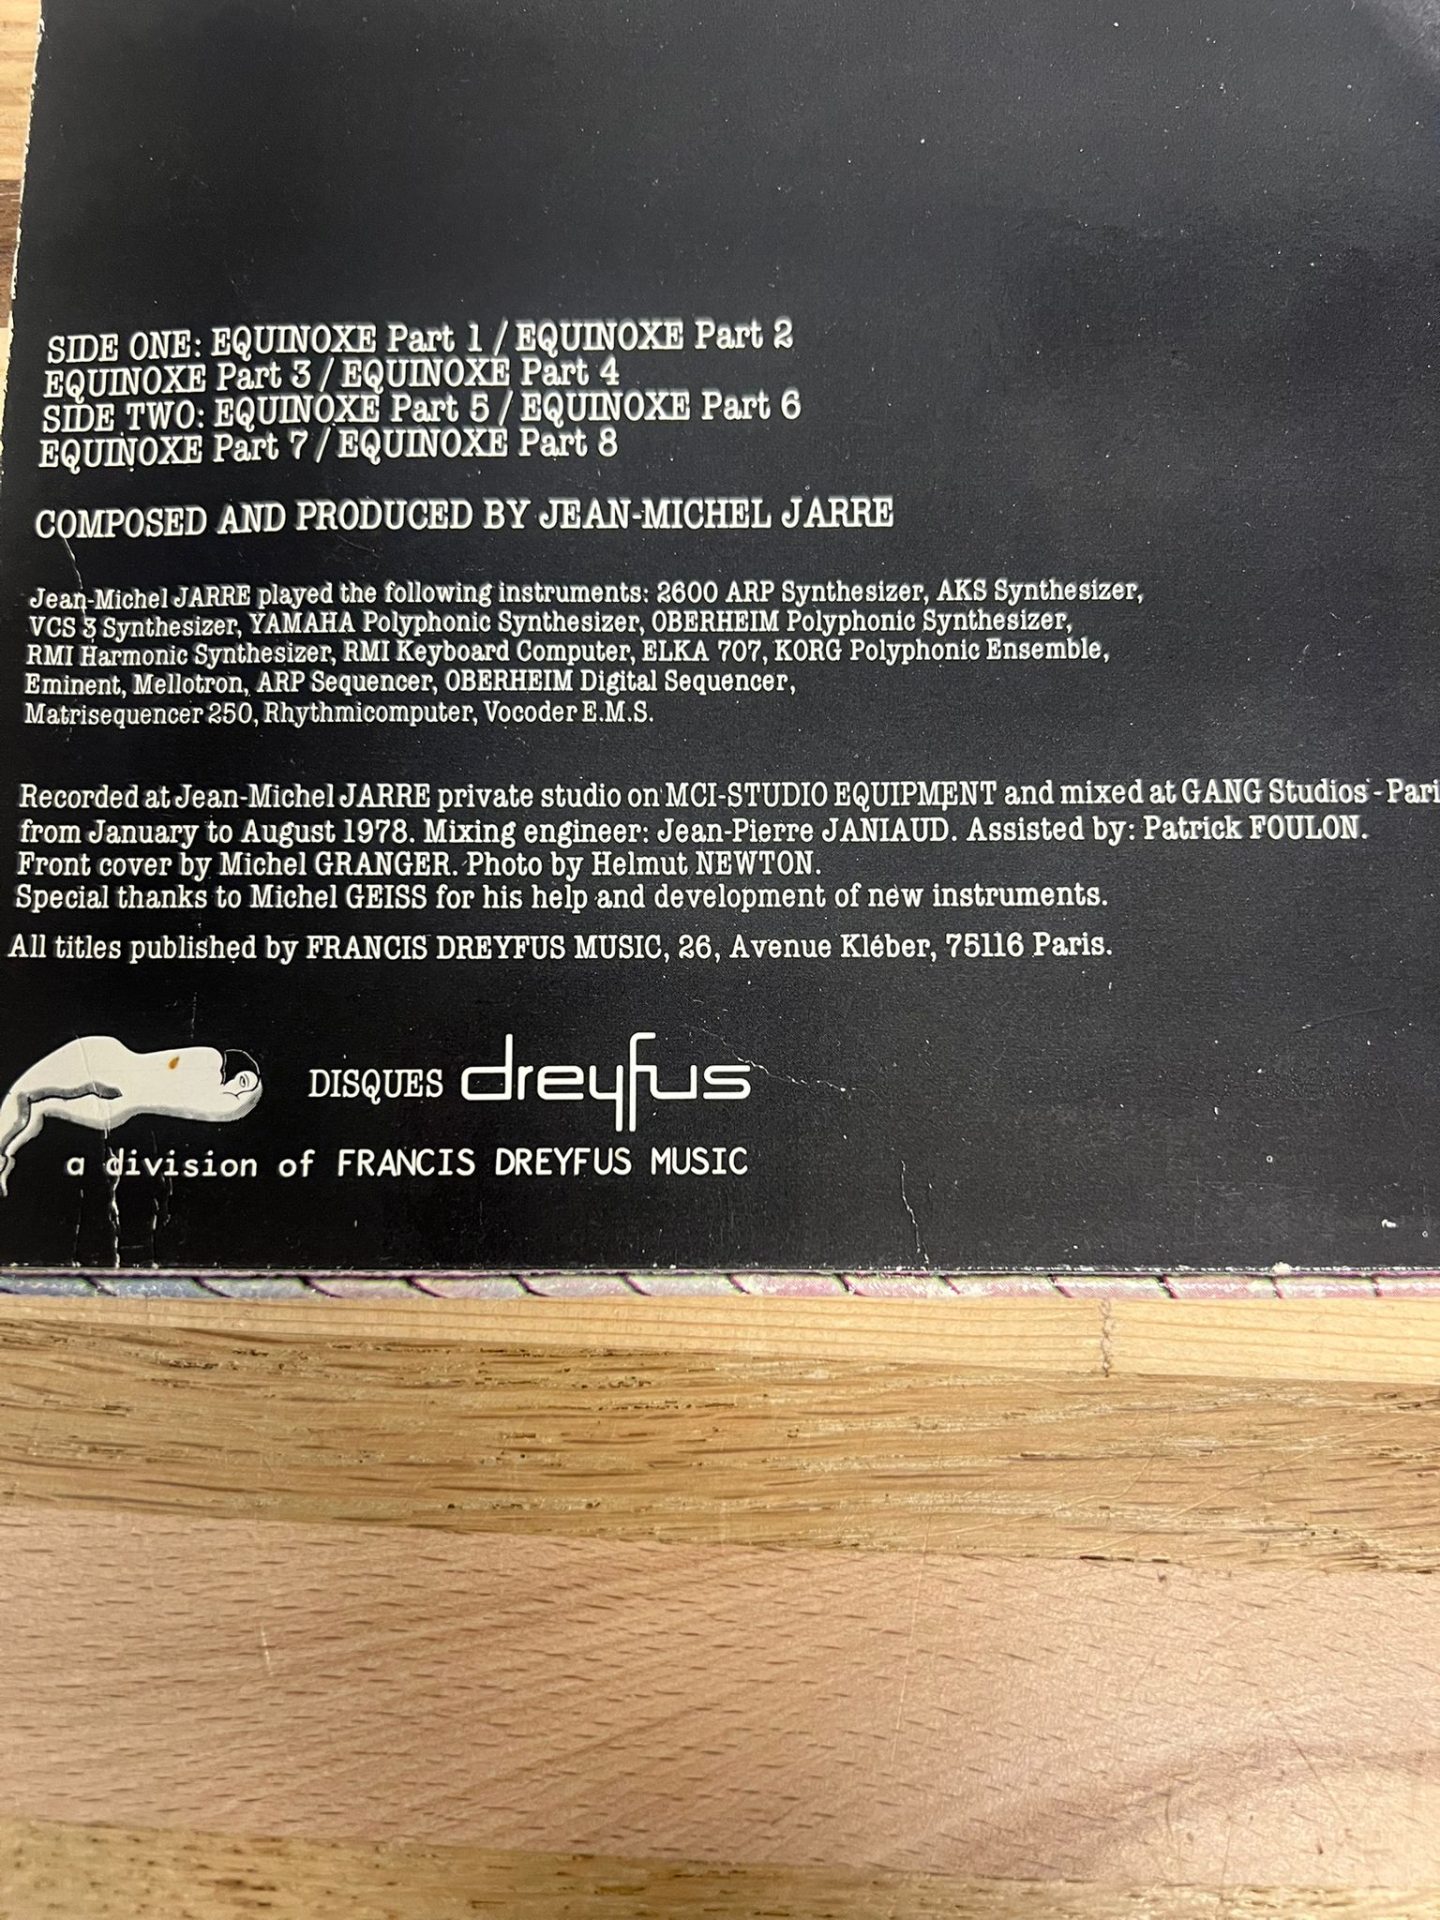 SIDE ONE: EQUINOXE Part 1 / EQUINOXE Part 2
EQUINOXE Part 3 / EQUINOXE Part 4
SIDE TWO: EQUINOXE Part 5 / EQUINOXE Part 6
EQUINOXE Part 7 / EQUINOXE Part 8
COMPOSED AND PRODUCED BY JEAN-MICHEL JARRE
Jean-Michel JARRE played the following instruments: 2600 ARP Synthesizer, AKS Synthesizer,
VCS 3 Synthesizer, YAMAHA Polyphonic Synthesizer, OBERHEIM Polyphonic Synthesizer,
RMI Harmonic Synthesizer, RMI Keyboard Computer, ELKA 707, KORG Polyphonic Ensemble,
Eminent, Mellotron, ARP Sequencer, OBERHEIM Digital Sequencer,
Matrisequencer 250, Rhythmicomputer, Vocoder E.M.S.
Recorded at Jean-Michel JARRE private studio on MCI-STUDIO EQUIPMENT and mixed at GANG Studios - Pari
from January to August 1978. Mixing engineer: Jean-Pierre JANIAUD. Assisted by: Patrick FOULON.
Front cover by Michel GRANGER. Photo by Helmut NEWTON.
Special thanks to Michel GEISS for his help and development of new instruments.
All titles published by FRANCIS DREYFUS MUSIC, 26, Avenue Kléber, 75116 Paris.
DISQUES dreyfus
a division of FRANCIS DREYFUS MUSIC